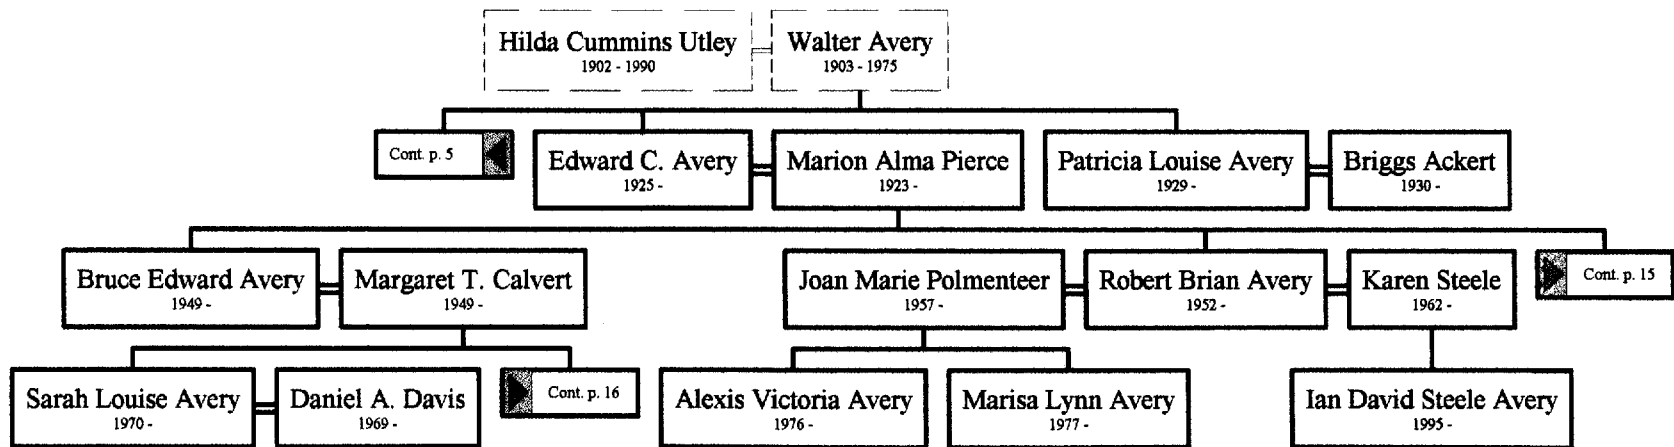 Hilda Cummins Utley
1902 - 1990
Walter Avery
1903 - 1975
Cont. p. 5
Edward C. Avery
1925 -
Marion Alma Pierce
1923 -
Patricia Louise Avery
1929 -
Briggs Ackert
1930 -
Bruce Edward Avery
1949 -
Margaret T. Calvert
1949 -
Joan Marie Polmenteer
1957 -
Robert Brian Avery
1952 -
Karen Steele
1962 -
Cont. p. 15
Sarah Louise Avery
1970 -
Daniel A. Davis
1969 -
Cont. p. 16
Alexis Victoria Avery
1976 -
Marisa Lynn Avery
1977 -
Ian David Steele Avery
1995 -